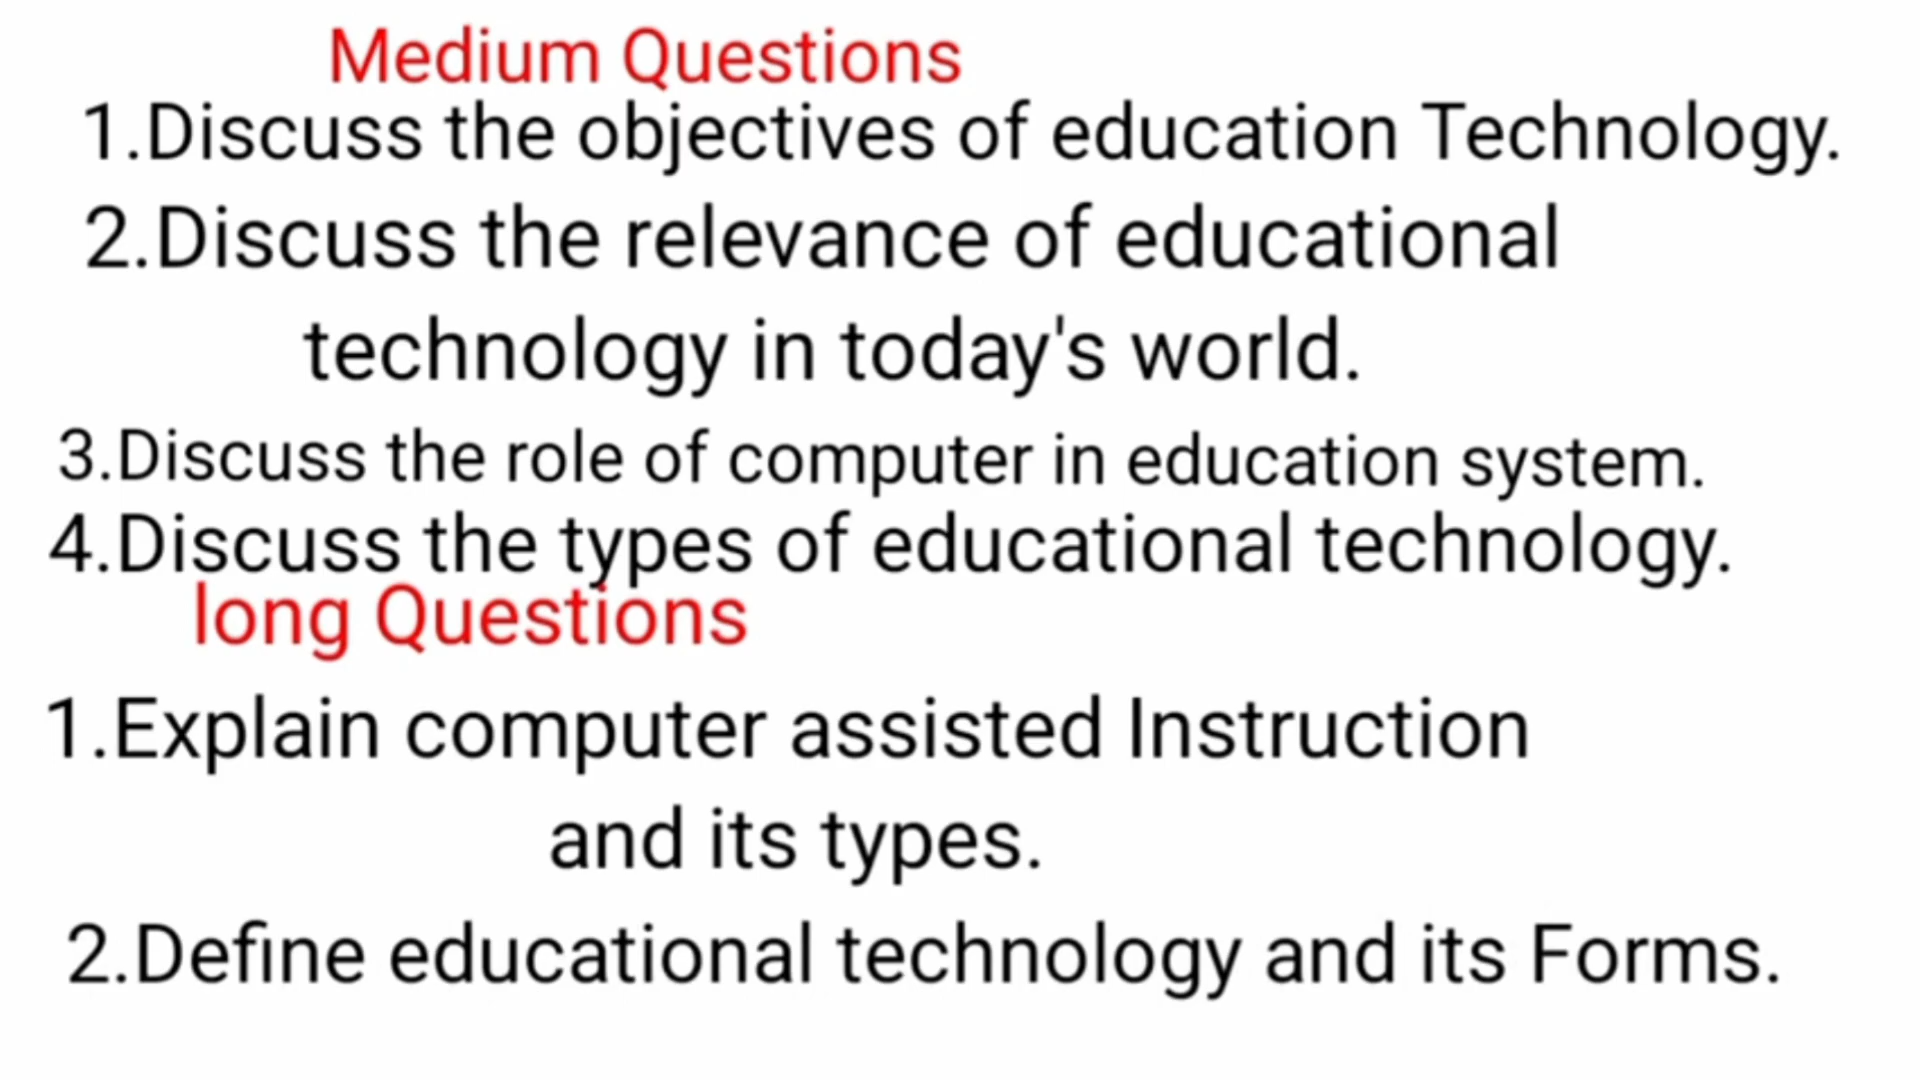 Medium Questions
1.Discuss the objectives of education Technology.
2.Discuss the relevance of educational
technology in today's world.
3.Discuss the role of computer in education system.
4.Discuss the types of educational technology.
long Questions
1.Explain computer assisted Instruction
and its types.
2.Define educational technology and its Forms.